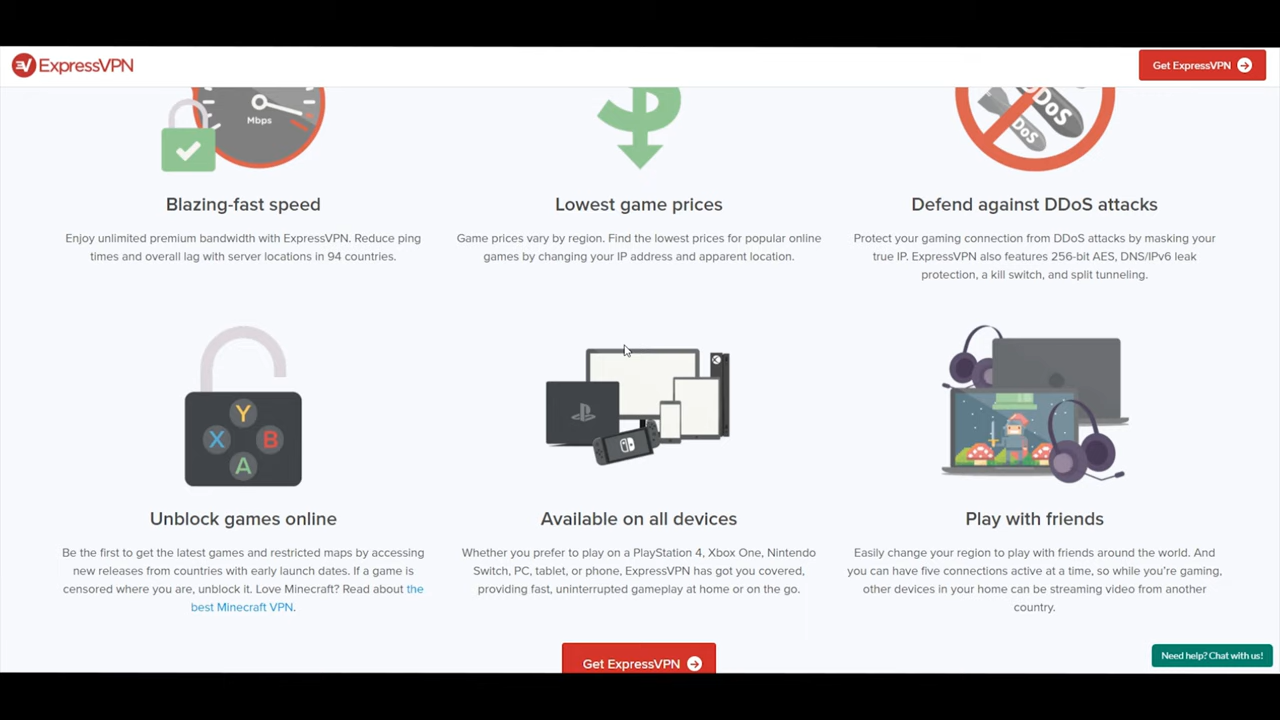 ExpressVPN
Get ExpressVPN
Mbps
DDoS
DDoS
Blazing-fast speed
Enjoy unlimited premium bandwidth with ExpressVPN. Reduce ping
times and overall lag with server locations in 94 countries.
Lowest game prices
Game prices vary by region. Find the lowest prices for popular online
games by changing your IP address and apparent location.
Defend against DDoS attacks
Protect your gaming connection from DDoS attacks by masking your
true IP. ExpressVPN also features 256-bit AES, DNS/IPv6 leak
protection, a kill switch, and split tunneling.
Y
X B
A
Unblock games online
Be the first to get the latest games and restricted maps by accessing
new releases from countries with early launch dates. If a game is
censored where you are, unblock it. Love Minecraft? Read about the
best Minecraft VPN.
Available on all devices
Whether you prefer to play on a PlayStation 4, Xbox One, Nintendo
Switch, PC, tablet, or phone, ExpressVPN has got you covered,
providing fast, uninterrupted gameplay at home or on the go.
Play with friends
Easily change your region to play with friends around the world. And
you can have five connections active at a time, so while you're gaming,
other devices in your home can be streaming video from another
country.
Get ExpressVPN
Need help? Chat with us!